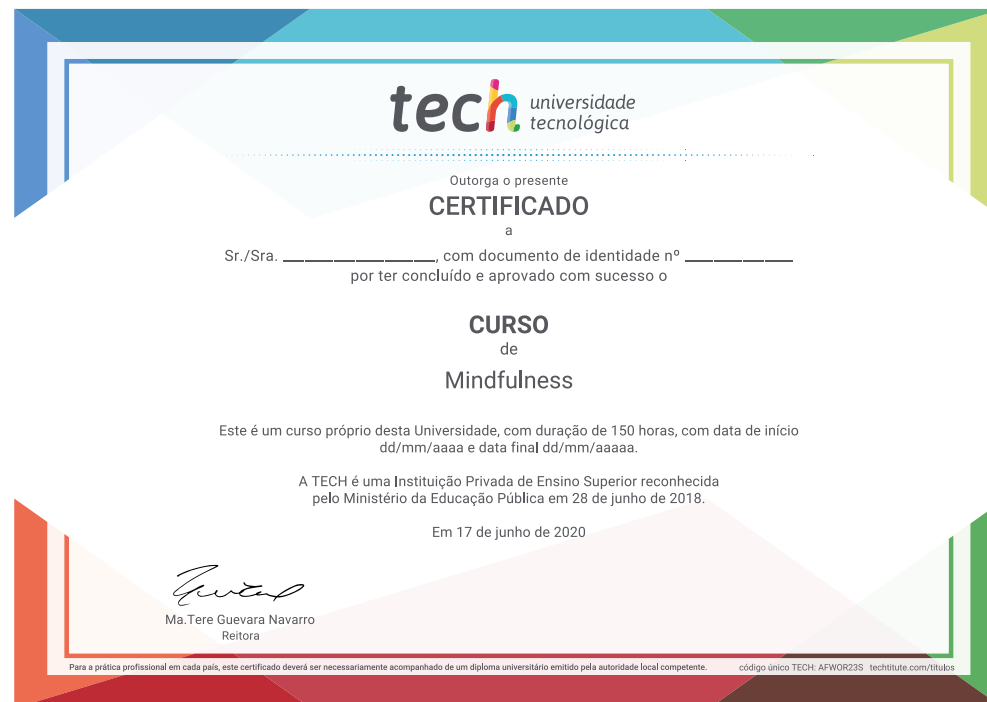 tech universidade
tecnológica
Outorga o presente
CERTIFICADO
a
Sr./Sra. ______________, com documento de identidade nº __________
por ter concluído e aprovado com sucesso o
CURSO
de
Mindfulness
Este é um curso próprio desta Universidade, com duração de 150 horas, com data de início
dd/mm/aaaa e data final dd/mm/aaaaa.
A TECH é uma Instituição Privada de Ensino Superior reconhecida
pelo Ministério da Educação Pública em 28 de junho de 2018.
Em 17 de junho de 2020
Ma.Tere Guevara Navarro
Reitora
Para a prática profissional em cada país, este certificado deverá ser necessariamente acompanhado de um diploma universitário emitido pela autoridade local competente. código único TECH: AFWOR23S techtitute.com/titulos